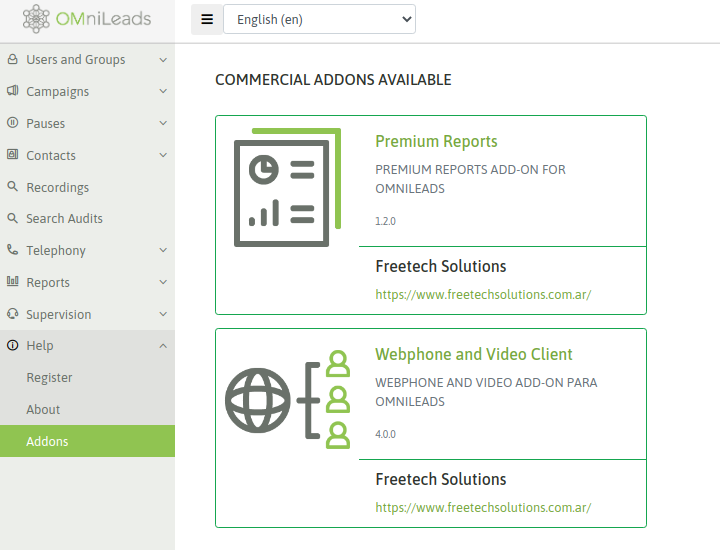 OMniLeads
English (en)
Users and Groups
Campaigns
Pauses
Contacts
Recordings
Search Audits
Telephony
Reports
Supervision
Help
Register
About
Addons
COMMERCIAL ADDONS AVAILABLE
Premium Reports
PREMIUM REPORTS ADD-ON FOR
OMNILEADS
1.2.0
Freetech Solutions
https://www.freetechsolutions.com.ar/
Webphone and Video Client
WEBPHONE AND VIDEO ADD-ON PARA
OMNILEADS
4.0.0
Freetech Solutions
https://www.freetechsolutions.com.ar/